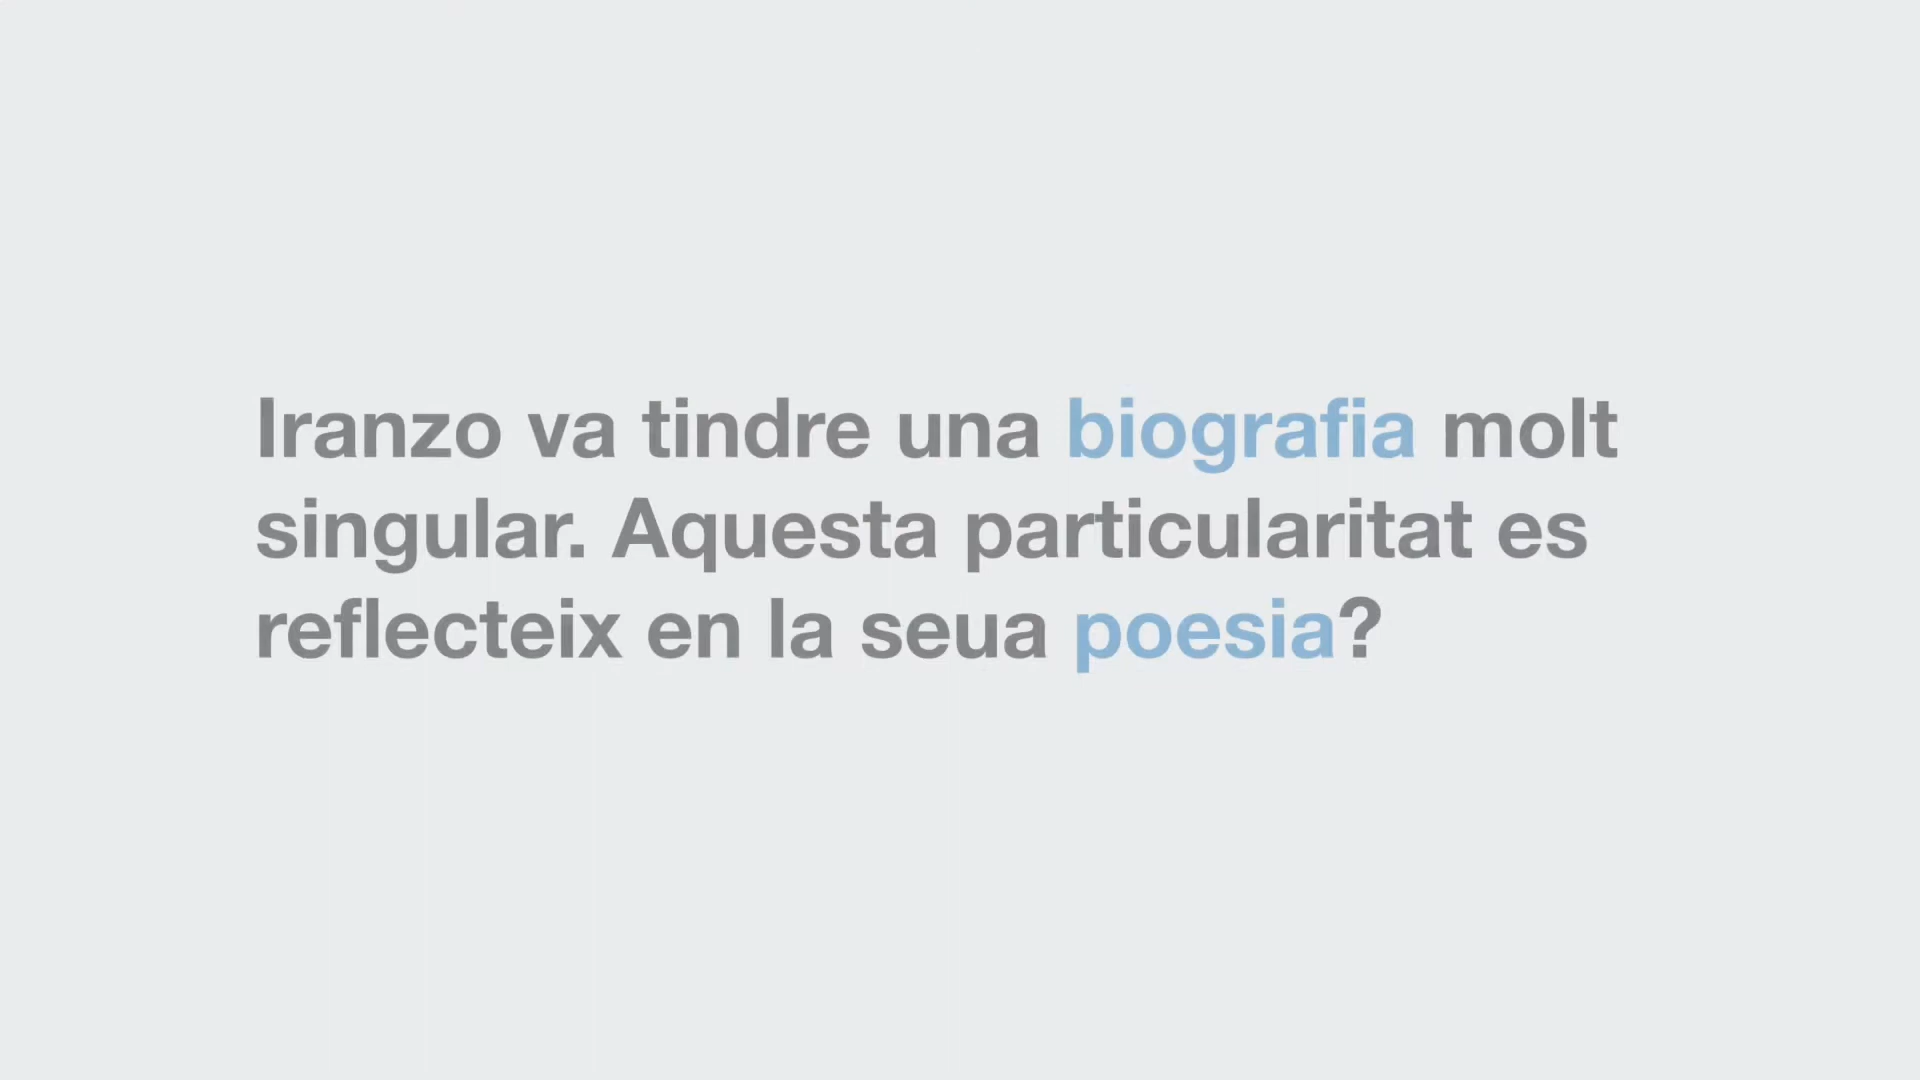 Iranzo va tindre una biografia molt
singular. Aquesta particularitat es
reflecteix en la seua poesia?